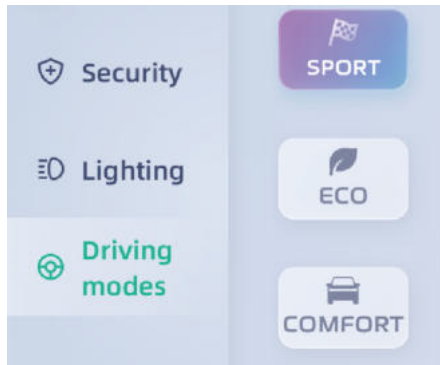 Security
Lighting
Driving
modes
SPORT
ECO
COMFORT